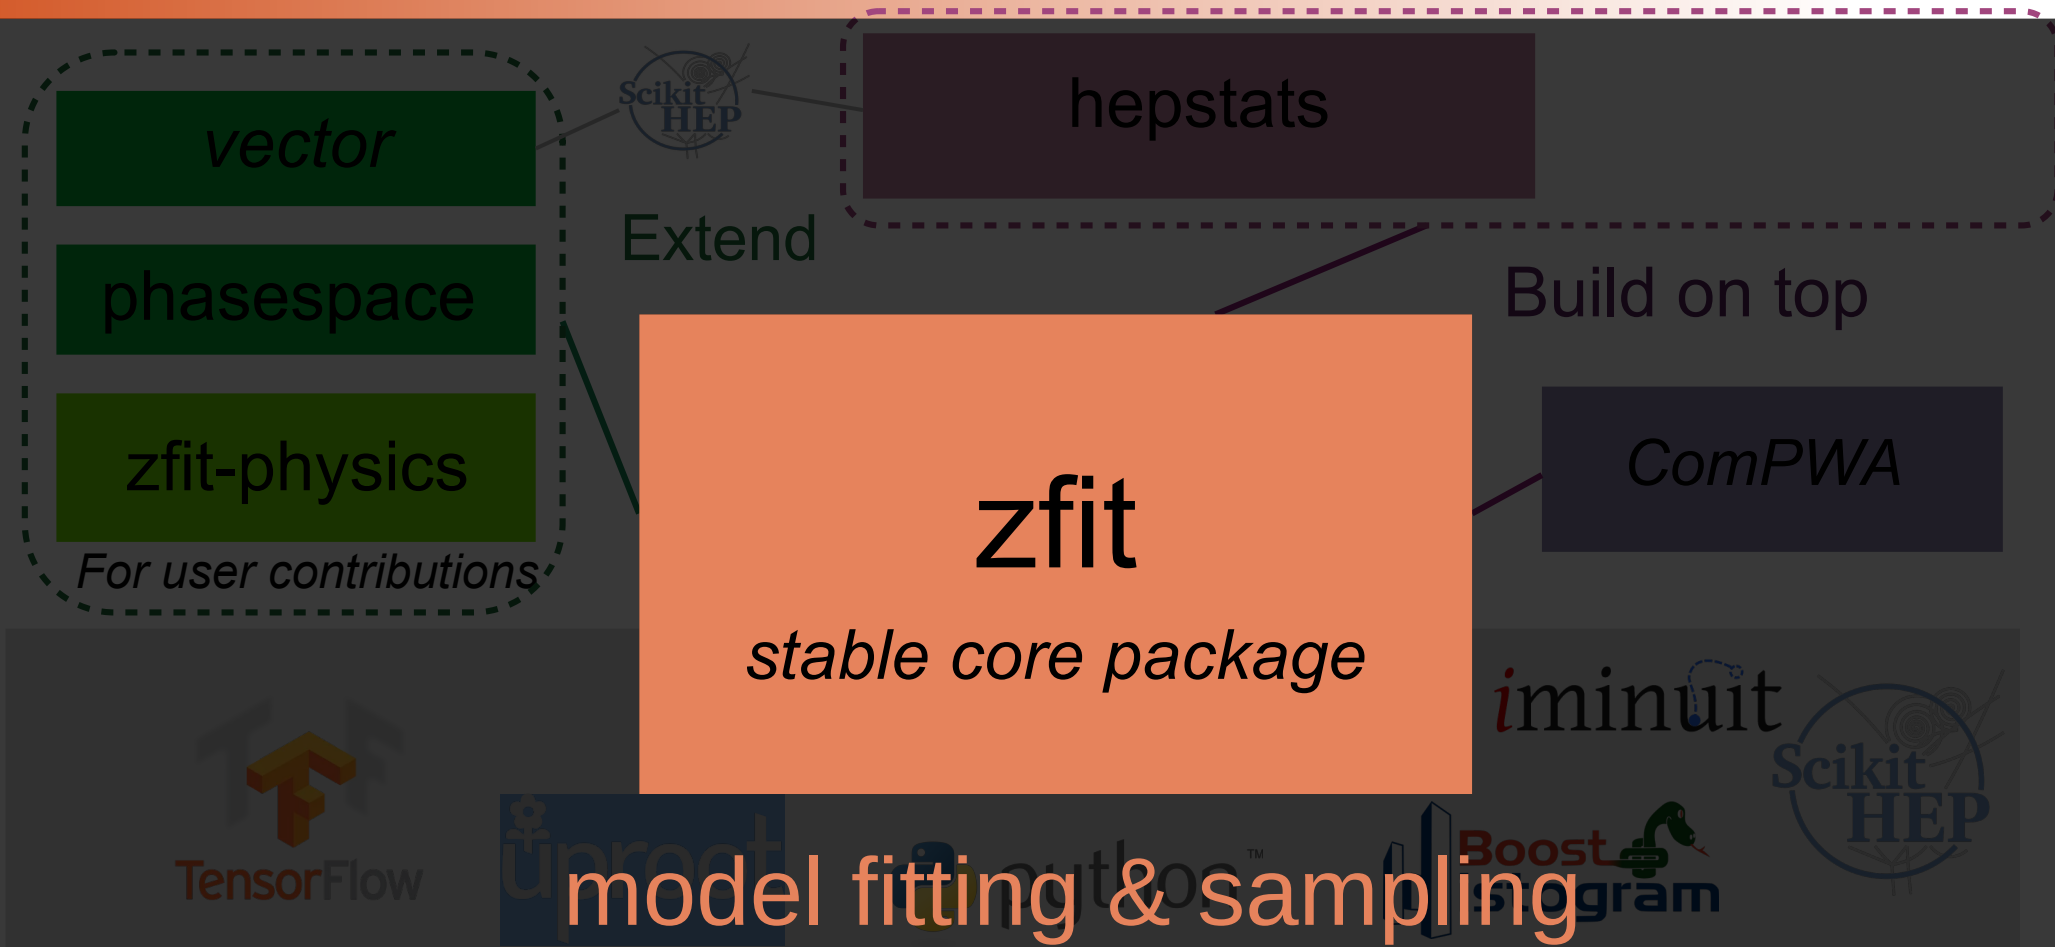 vector
Scikit
HEP
hepstats
Extend
phasespace
Build on top
zfit-physics
For user contributions
zfit
stable core package
ComPWA
iminuit
Scikit
HEP
TensorFlow
uproot
python™
Boost
model fitting & sampling